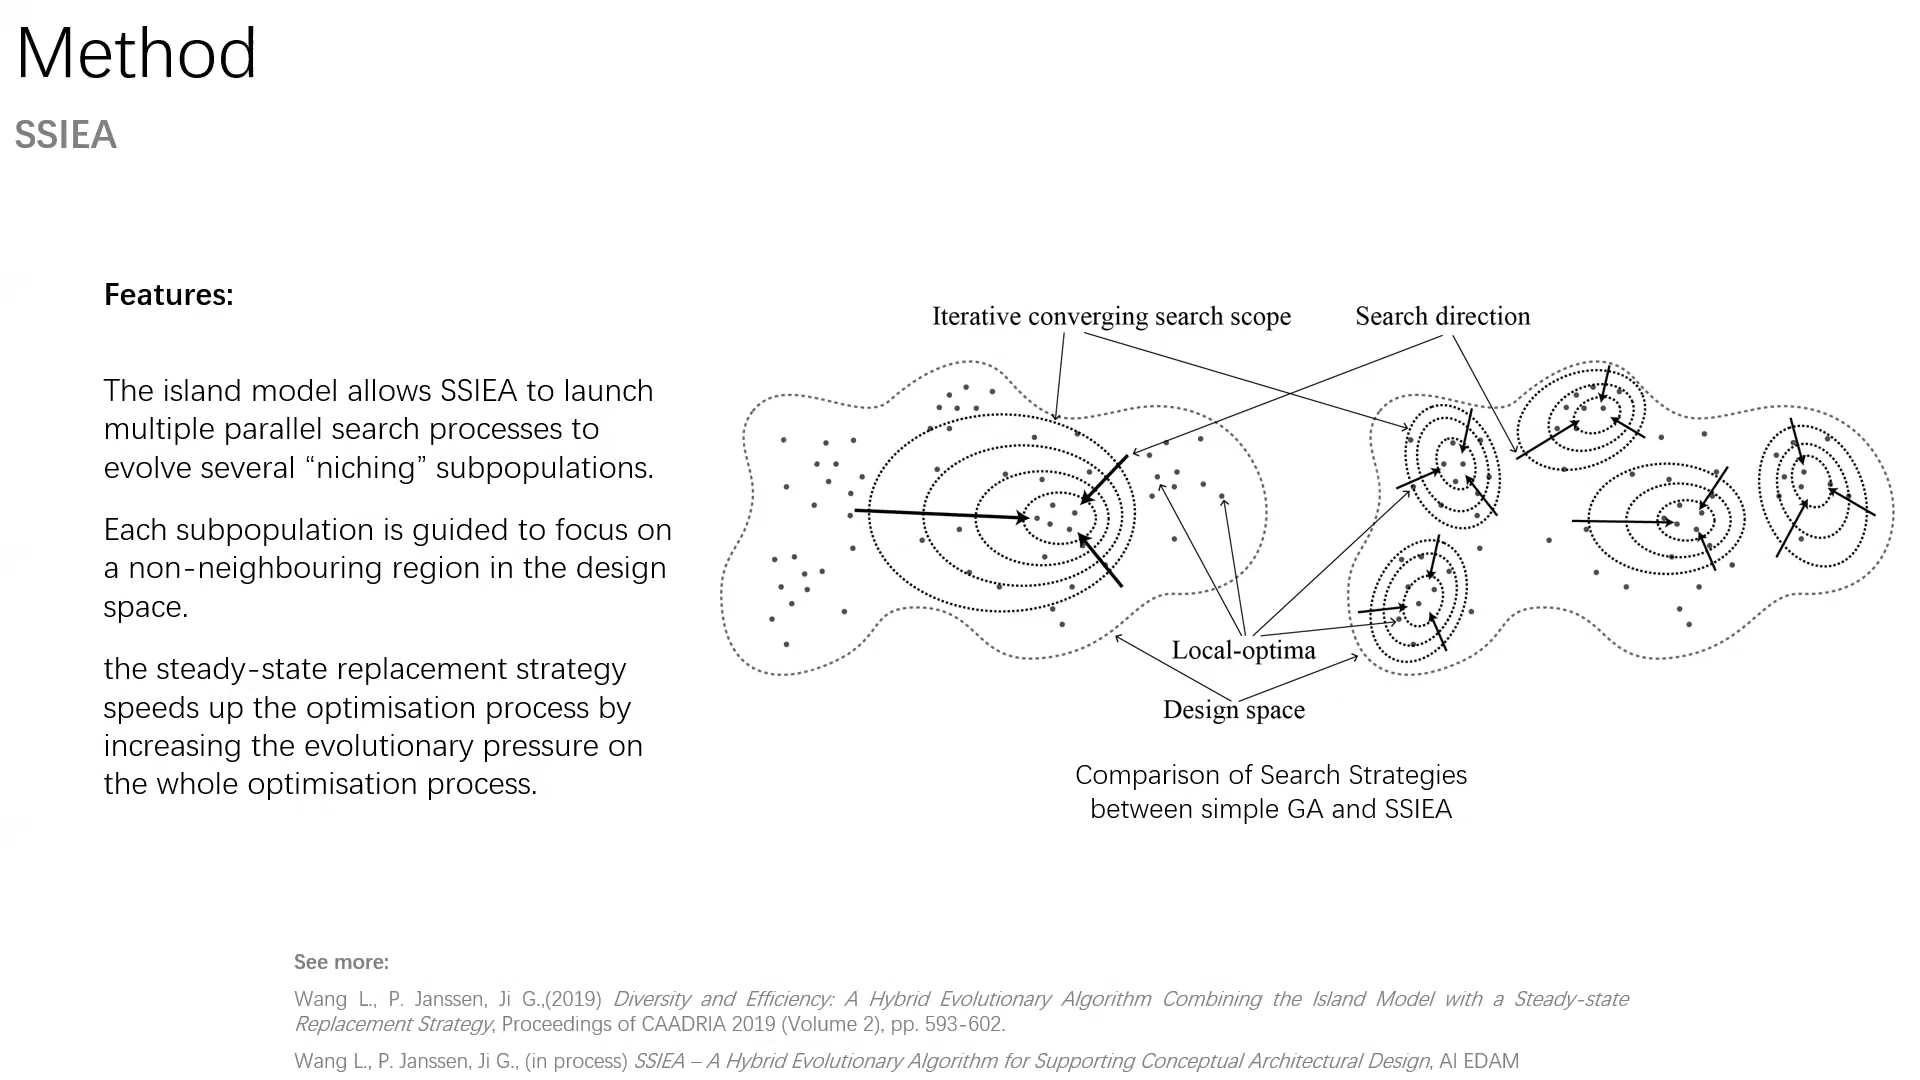 Method
SSIEA
Features:
The island model allows SSIEA to launch
multiple parallel search processes to
evolve several “niching” subpopulations.
Each subpopulation is guided to focus on
a non-neighbouring region in the design
space.
the steady-state replacement strategy
speeds up the optimisation process by
increasing the evolutionary pressure on
the whole optimisation process.
Iterative converging search scope
Search direction
Local-optima
Design space
Comparison of Search Strategies
between simple GA and SSIEA
See more:
Wang L., P. Janssen, Ji G.,(2019) Diversity and Efficiency: A Hybrid Evolutionary Algorithm Combining the Island Model with a Steady-state
Replacement Strategy, Proceedings of CAADRIA 2019 (Volume 2), pp. 593-602.
Wang L., P. Janssen, Ji G., (in process) SSIEA – A Hybrid Evolutionary Algorithm for Supporting Conceptual Architectural Design, AI EDAM